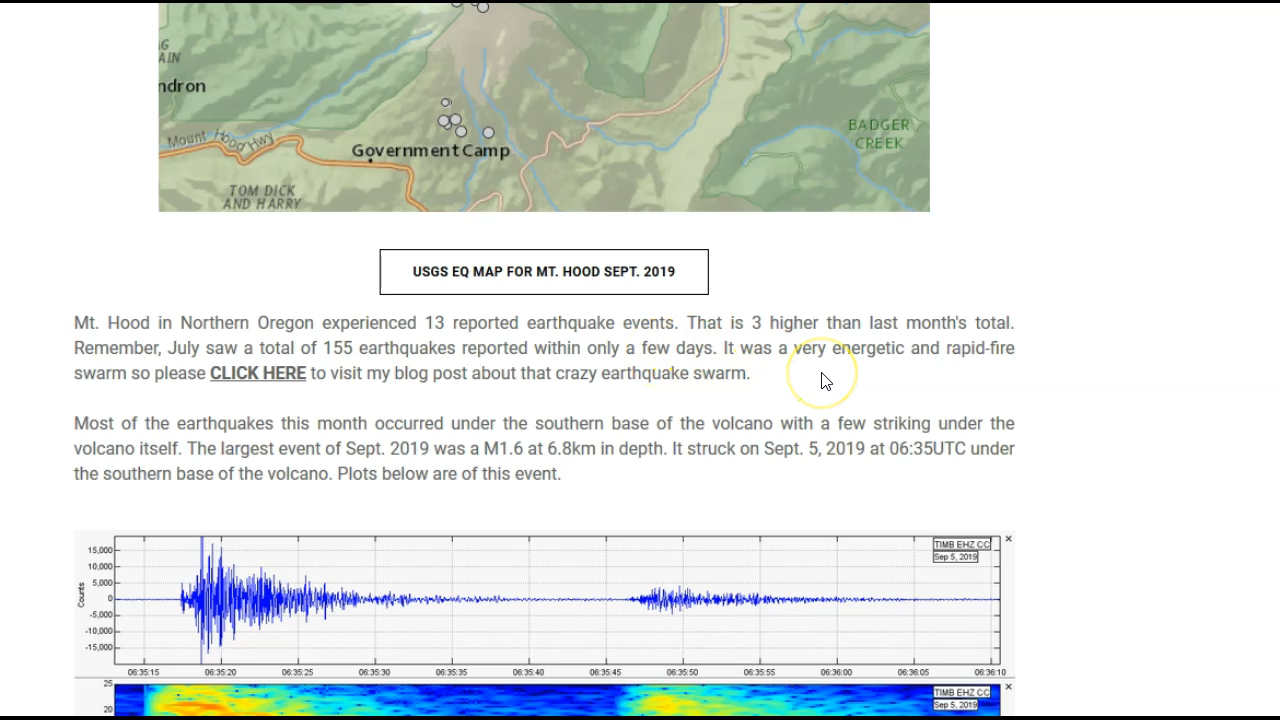 AG
AIN
ndron
Mount Hood Hwy
Government Camp
BADGER
CREEK
TOM DICK
AND HARRY
USGS EQ MAP FOR MT. HOOD SEPT. 2019
Mt. Hood in Northern Oregon experienced 13 reported earthquake events. That is 3 higher than last month's total.
Remember, July saw a total of 155 earthquakes reported within only a few days. It was a very energetic and rapid-fire
swarm so please CLICK HERE to visit my blog post about that crazy earthquake swarm.
Most of the earthquakes this month occurred under the southern base of the volcano with a few striking under the
volcano itself. The largest event of Sept. 2019 was a M1.6 at 6.8km in depth. It struck on Sept. 5, 2019 at 06:35UTC under
the southern base of the volcano. Plots below are of this event.
TIMB EHZ CC
Sep 5, 2019
15,000
10,000
5,000
0
-5,000
-10,000
-15,000
Counts
06:35:15 06:35:20 06:35:25 06:35:30 06:35:35 06:35:40 06:35:45 06:35:50 06:35:55 06:36:00 06:36:05 06:36:10
25
20
TIMB EHZ CC
Sep 5, 2019